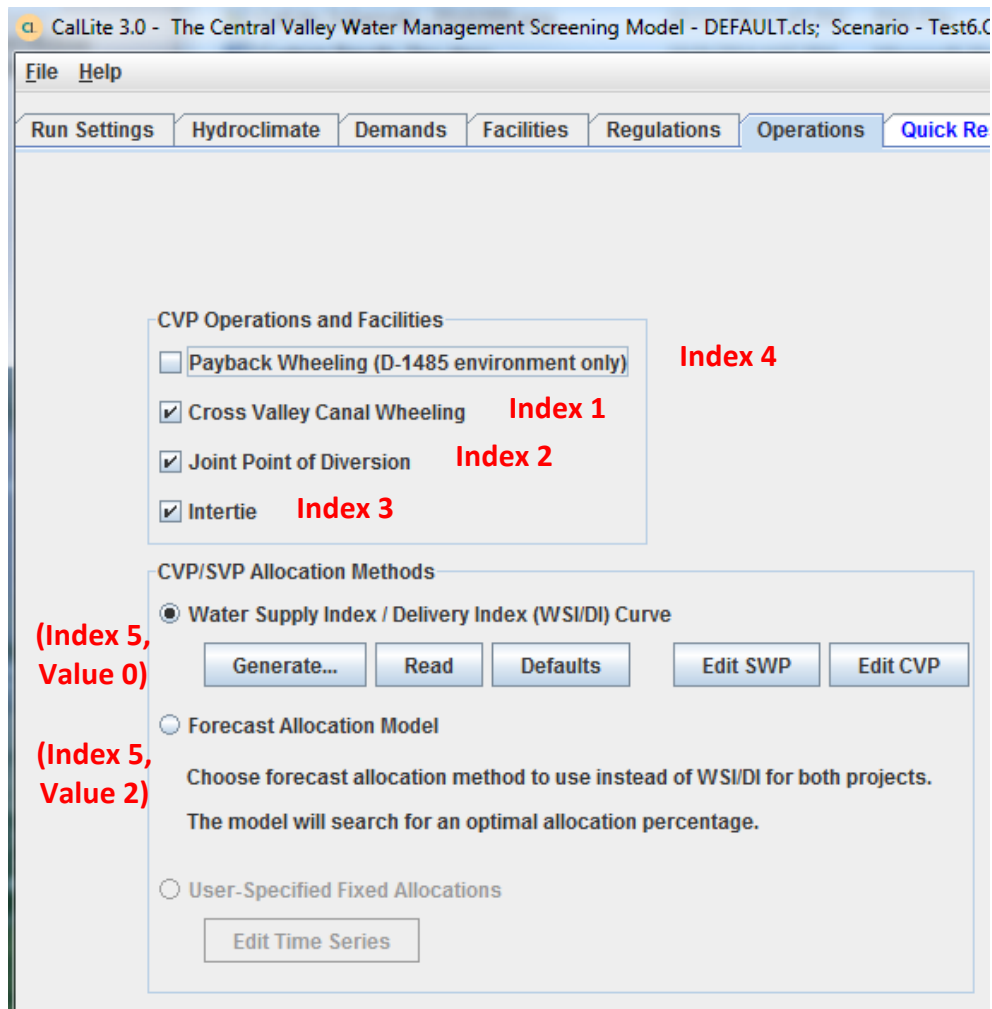 CL CalLite 3.0 - The Central Valley Water Management Screening Model - DEFAULT.cls; Scenario - Test6.C
File Help
Run Settings Hydroclimate Demands Facilities Regulations Operations Quick Re
CVP Operations and Facilities
Payback Wheeling (D-1485 environment only) Index 4
Cross Valley Canal Wheeling Index 1
Joint Point of Diversion Index 2
Intertie Index 3
CVP/SVP Allocation Methods
Water Supply Index / Delivery Index (WSI/DI) Curve
(Index 5,
Value 0)
Generate... Read Defaults Edit SWP Edit CVP
Forecast Allocation Model
(Index 5,
Value 2)
Choose forecast allocation method to use instead of WSI/DI for both projects.
The model will search for an optimal allocation percentage.
User-Specified Fixed Allocations
Edit Time Series